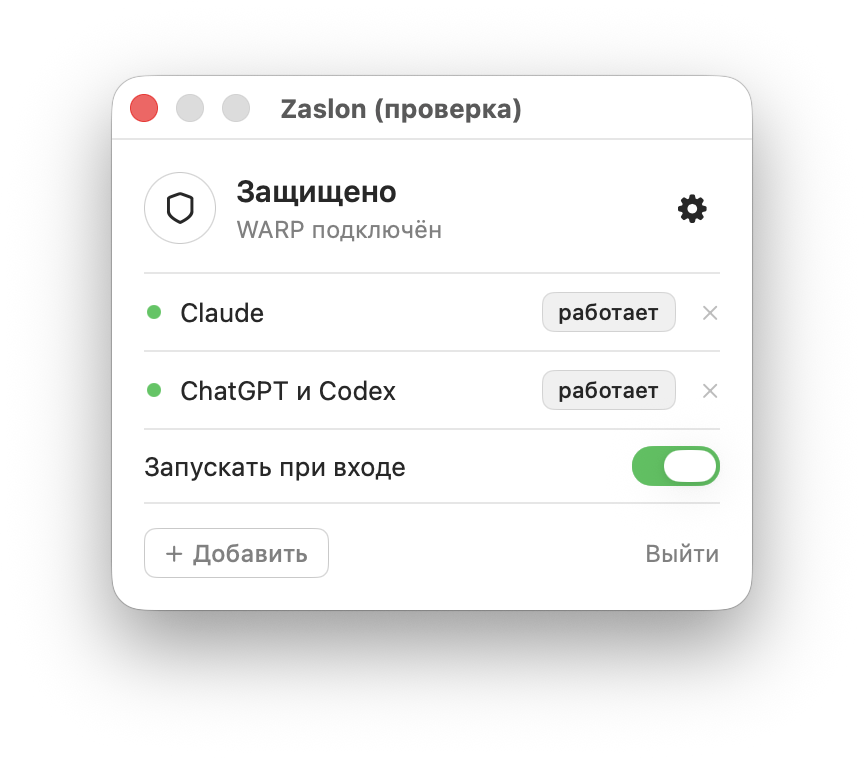 Zaslon (проверка)
Защищено
WARP подключён
Claude работает ×
ChatGPT и Codex работает ×
Запускать при входе
+ Добавить Выйти